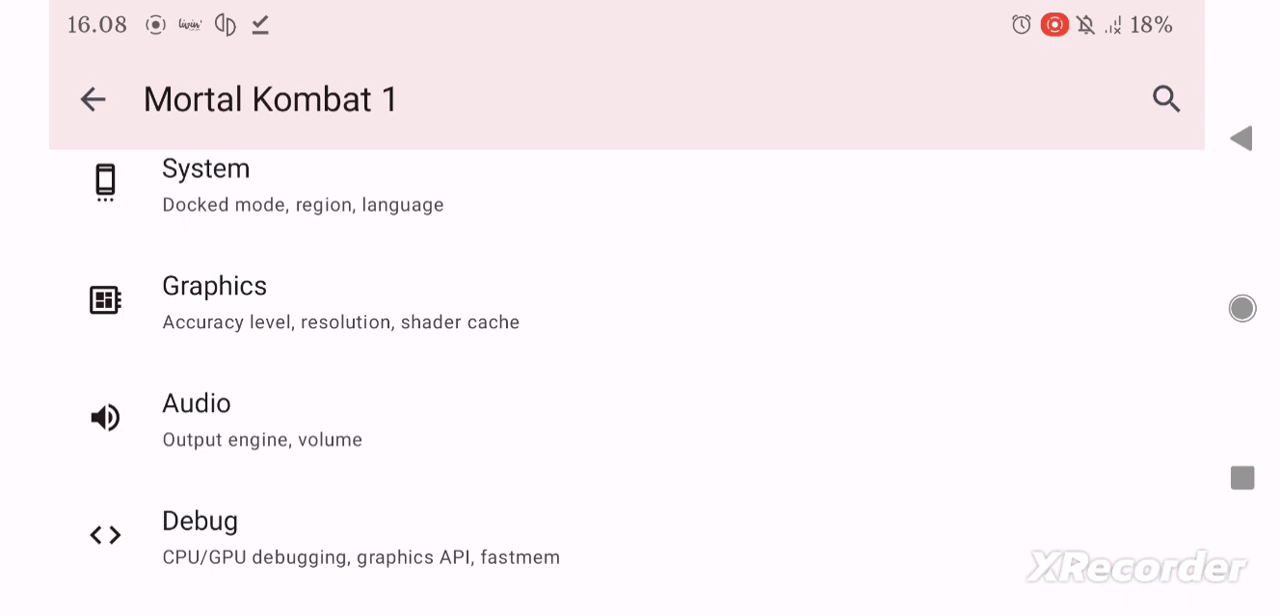 16.08 livin' 18%
Mortal Kombat 1
System
Docked mode, region, language
Graphics
Accuracy level, resolution, shader cache
Audio
Output engine, volume
Debug
CPU/GPU debugging, graphics API, fastmem
XRecorder